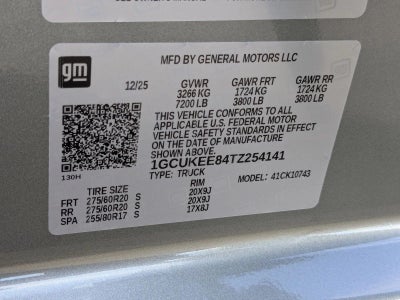 gm
MFD BY GENERAL MOTORS LLC
12/25 GVWR GAWR FRT GAWR RR
3266 KG 1724 KG 1724 KG
7200 LB 3800 LB 3800 LB
THIS VEHICLE CONFORMS TO ALL
APPLICABLE U.S. FEDERAL MOTOR
VEHICLE SAFETY STANDARDS IN EFFECT
ON THE DATE OF MANUFACTURE
SHOWN ABOVE.
1GCUKEE84TZ254141
130H TYPE: TRUCK MODEL: 41CK10743
TIRE SIZE RIM
FRT 275/60R20 S 20X9J
RR 275/60R20 S 20X9J
SPA 255/80R17 S 17X8J